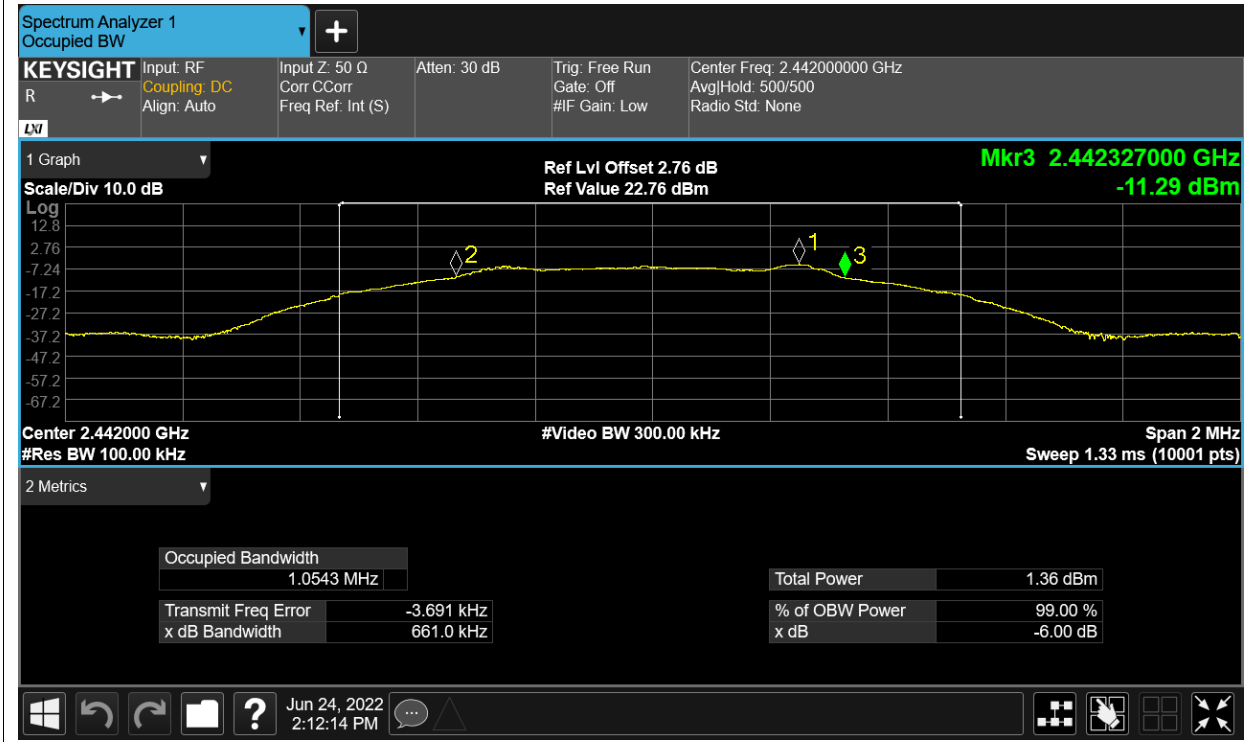 Spectrum Analyzer 1
Occupied BW
KEYSIGHT
R
LXI
Input: RF
Coupling: DC
Align: Auto
Input Z: 50 Ω
Corr CCorr
Freq Ref: Int (S)
Atten: 30 dB
Trig: Free Run
Gate: Off
#IF Gain: Low
Center Freq: 2.442000000 GHz
Avg|Hold: 500/500
Radio Std: None
1 Graph
Scale/Div 10.0 dB
Ref Lvl Offset 2.76 dB
Ref Value 22.76 dBm
Mkr3 2.442327000 GHz
-11.29 dBm
Log
12.8
2.76
-7.24
-17.2
-27.2
-37.2
-47.2
-57.2
-67.2
2
1
3
Center 2.442000 GHz
#Video BW 300.00 kHz
Span 2 MHz
#Res BW 100.00 kHz
Sweep 1.33 ms (10001 pts)
2 Metrics
Occupied Bandwidth
1.0543 MHz
Total Power 1.36 dBm
Transmit Freq Error -3.691 kHz
% of OBW Power 99.00 %
x dB Bandwidth 661.0 kHz
x dB -6.00 dB
?
Jun 24, 2022
2:12:14 PM